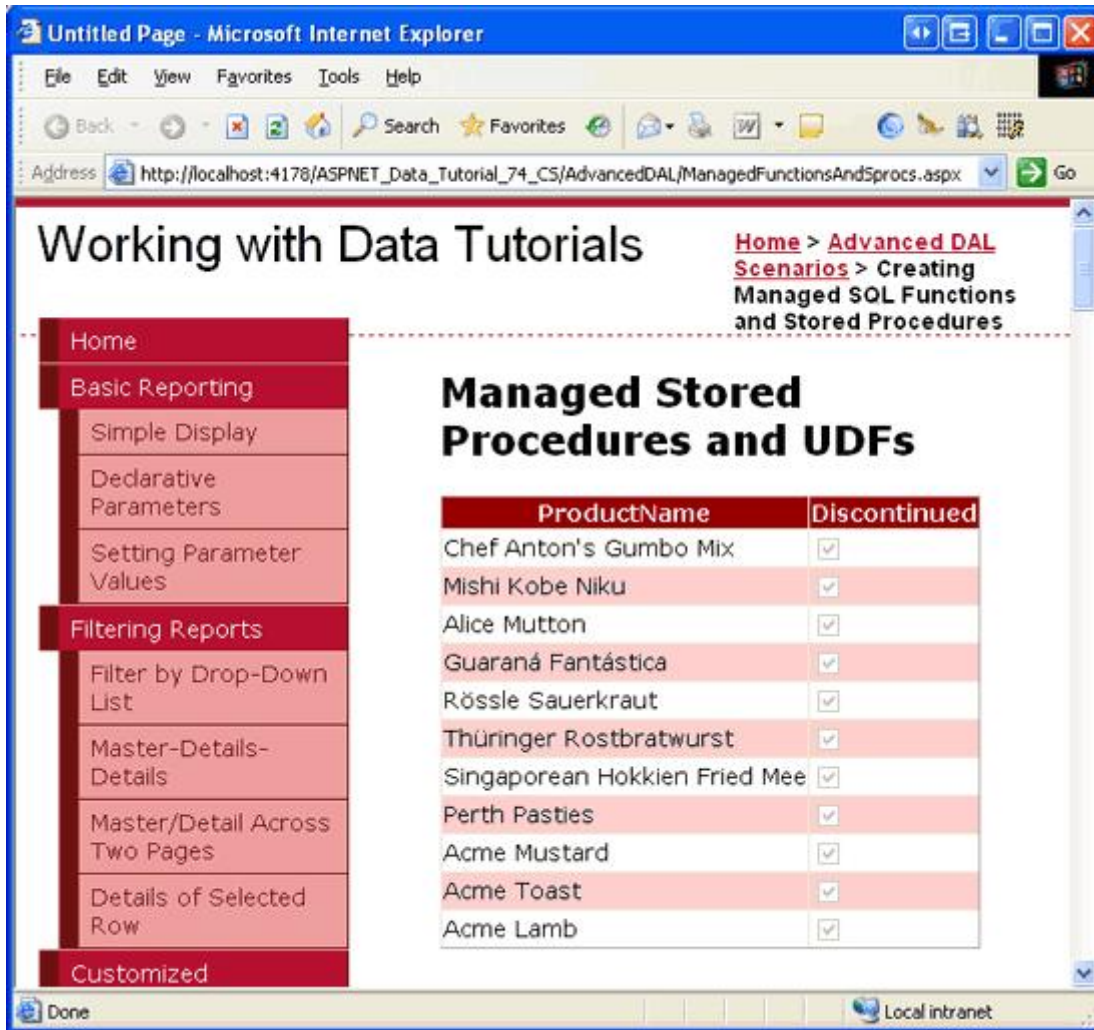 Untitled Page - Microsoft Internet Explorer
File Edit View Favorites Tools Help
Back Search Favorites
Address http://localhost:4178/ASPNET_Data_Tutorial_74_CS/AdvancedDAL/ManagedFunctionsAndSprocs.aspx Go
Working with Data Tutorials
Home > Advanced DAL
Scenarios > Creating
Managed SQL Functions
and Stored Procedures
Home
Basic Reporting
Simple Display
Declarative
Parameters
Setting Parameter
Values
Filtering Reports
Filter by Drop-Down
List
Master-Details-
Details
Master/Detail Across
Two Pages
Details of Selected
Row
Customized
Managed Stored
Procedures and UDFs
ProductName Discontinued
Chef Anton's Gumbo Mix
Mishi Kobe Niku
Alice Mutton
Guaraná Fantástica
Rössle Sauerkraut
Thüringer Rostbratwurst
Singaporean Hokkien Fried Mee
Perth Pasties
Acme Mustard
Acme Toast
Acme Lamb
Done Local intranet